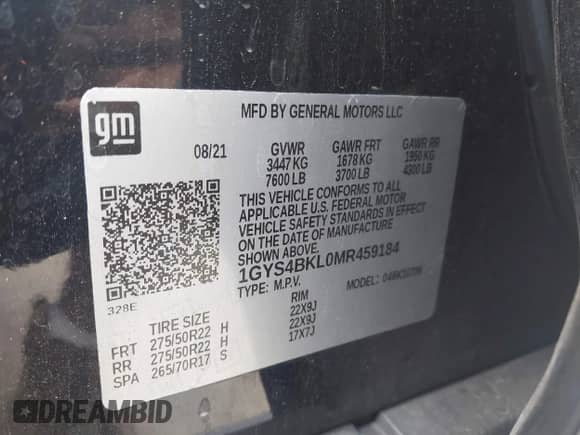 gm
MFD BY GENERAL MOTORS LLC
08/21 GVWR GAWR FRT GAWR RR
3447 KG 1678 KG 1950 KG
7600 LB 3700 LB 4300 LB
THIS VEHICLE CONFORMS TO ALL
APPLICABLE U.S. FEDERAL MOTOR
VEHICLE SAFETY STANDARDS IN EFFECT
ON THE DATE OF MANUFACTURE
SHOWN ABOVE.
1GYS4BKL0MR459184
TYPE: M.P.V. MODEL:
328E
TIRE SIZE RIM
FRT 275/50R22 H 22X9J
RR 275/50R22 H 22X9J
SPA 265/70R17 S 17X7J
DREAMBID